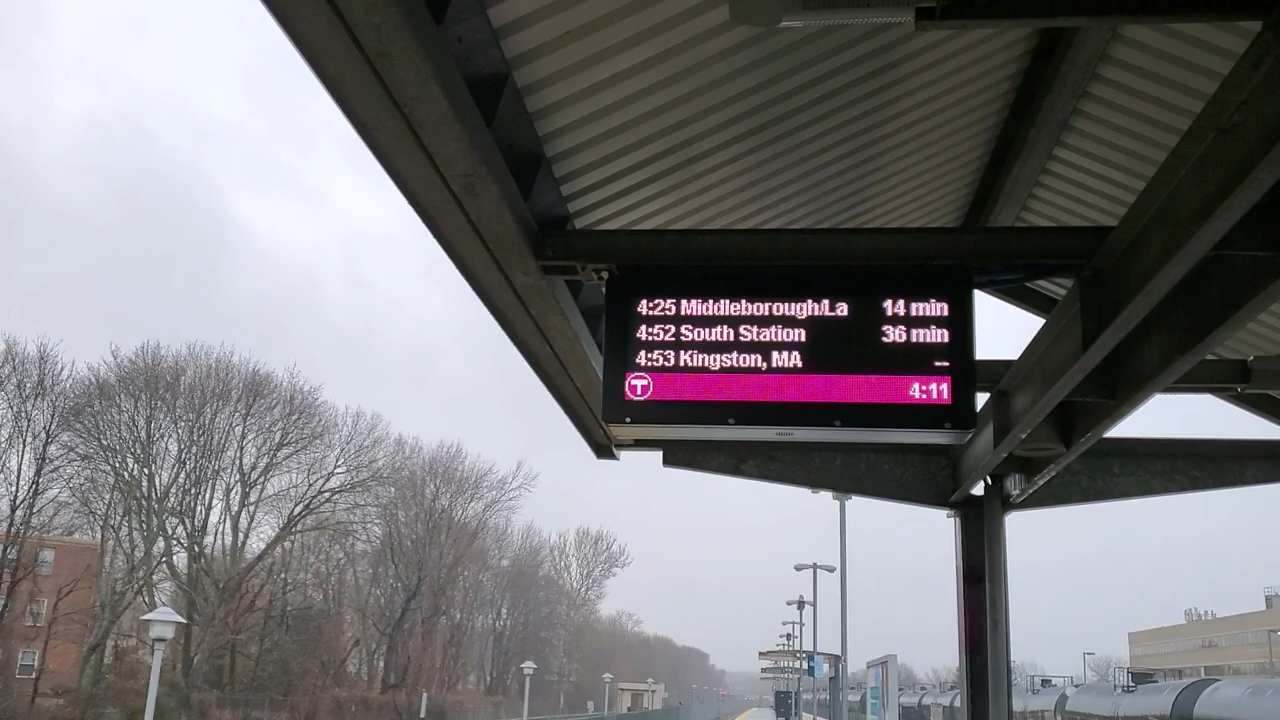 4:25 Middleborough/La 14 min
4:52 South Station 36 min
4:53 Kingston, MA --
T 4:11